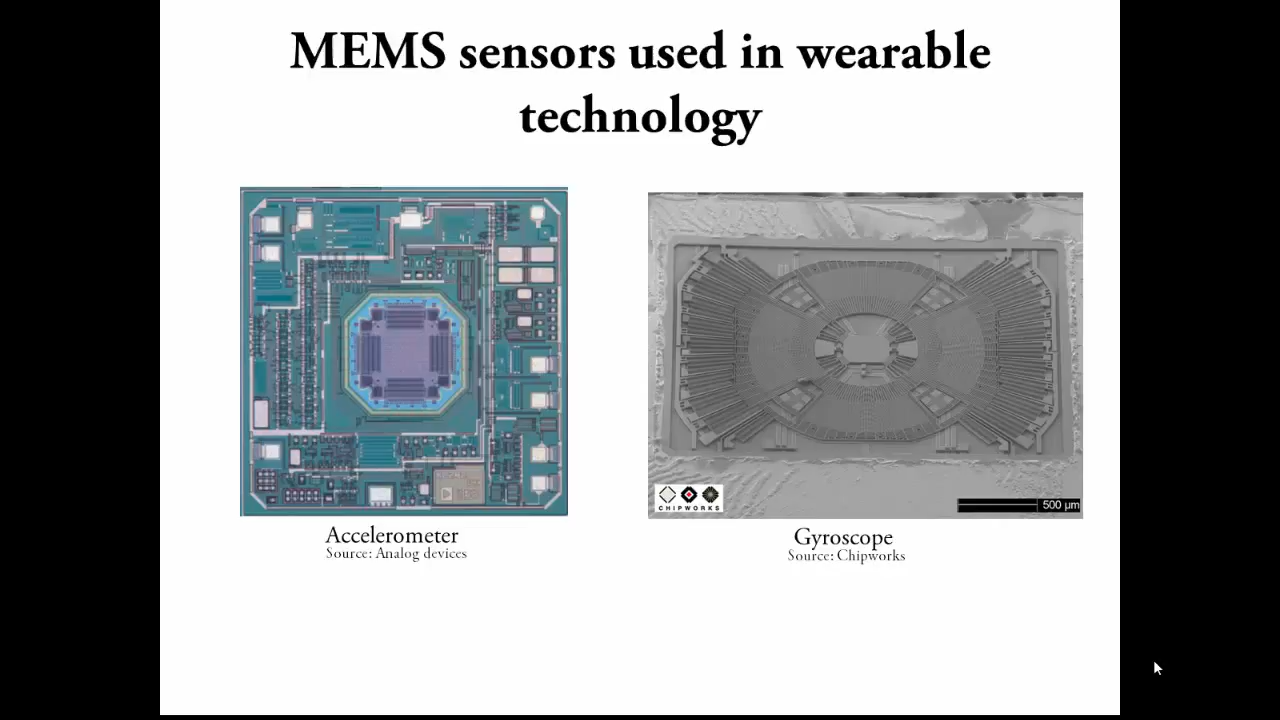 MEMS sensors used in wearable
technology
CHIPWORKS
500 μm
Accelerometer
Source: Analog devices
Gyroscope
Source: Chipworks